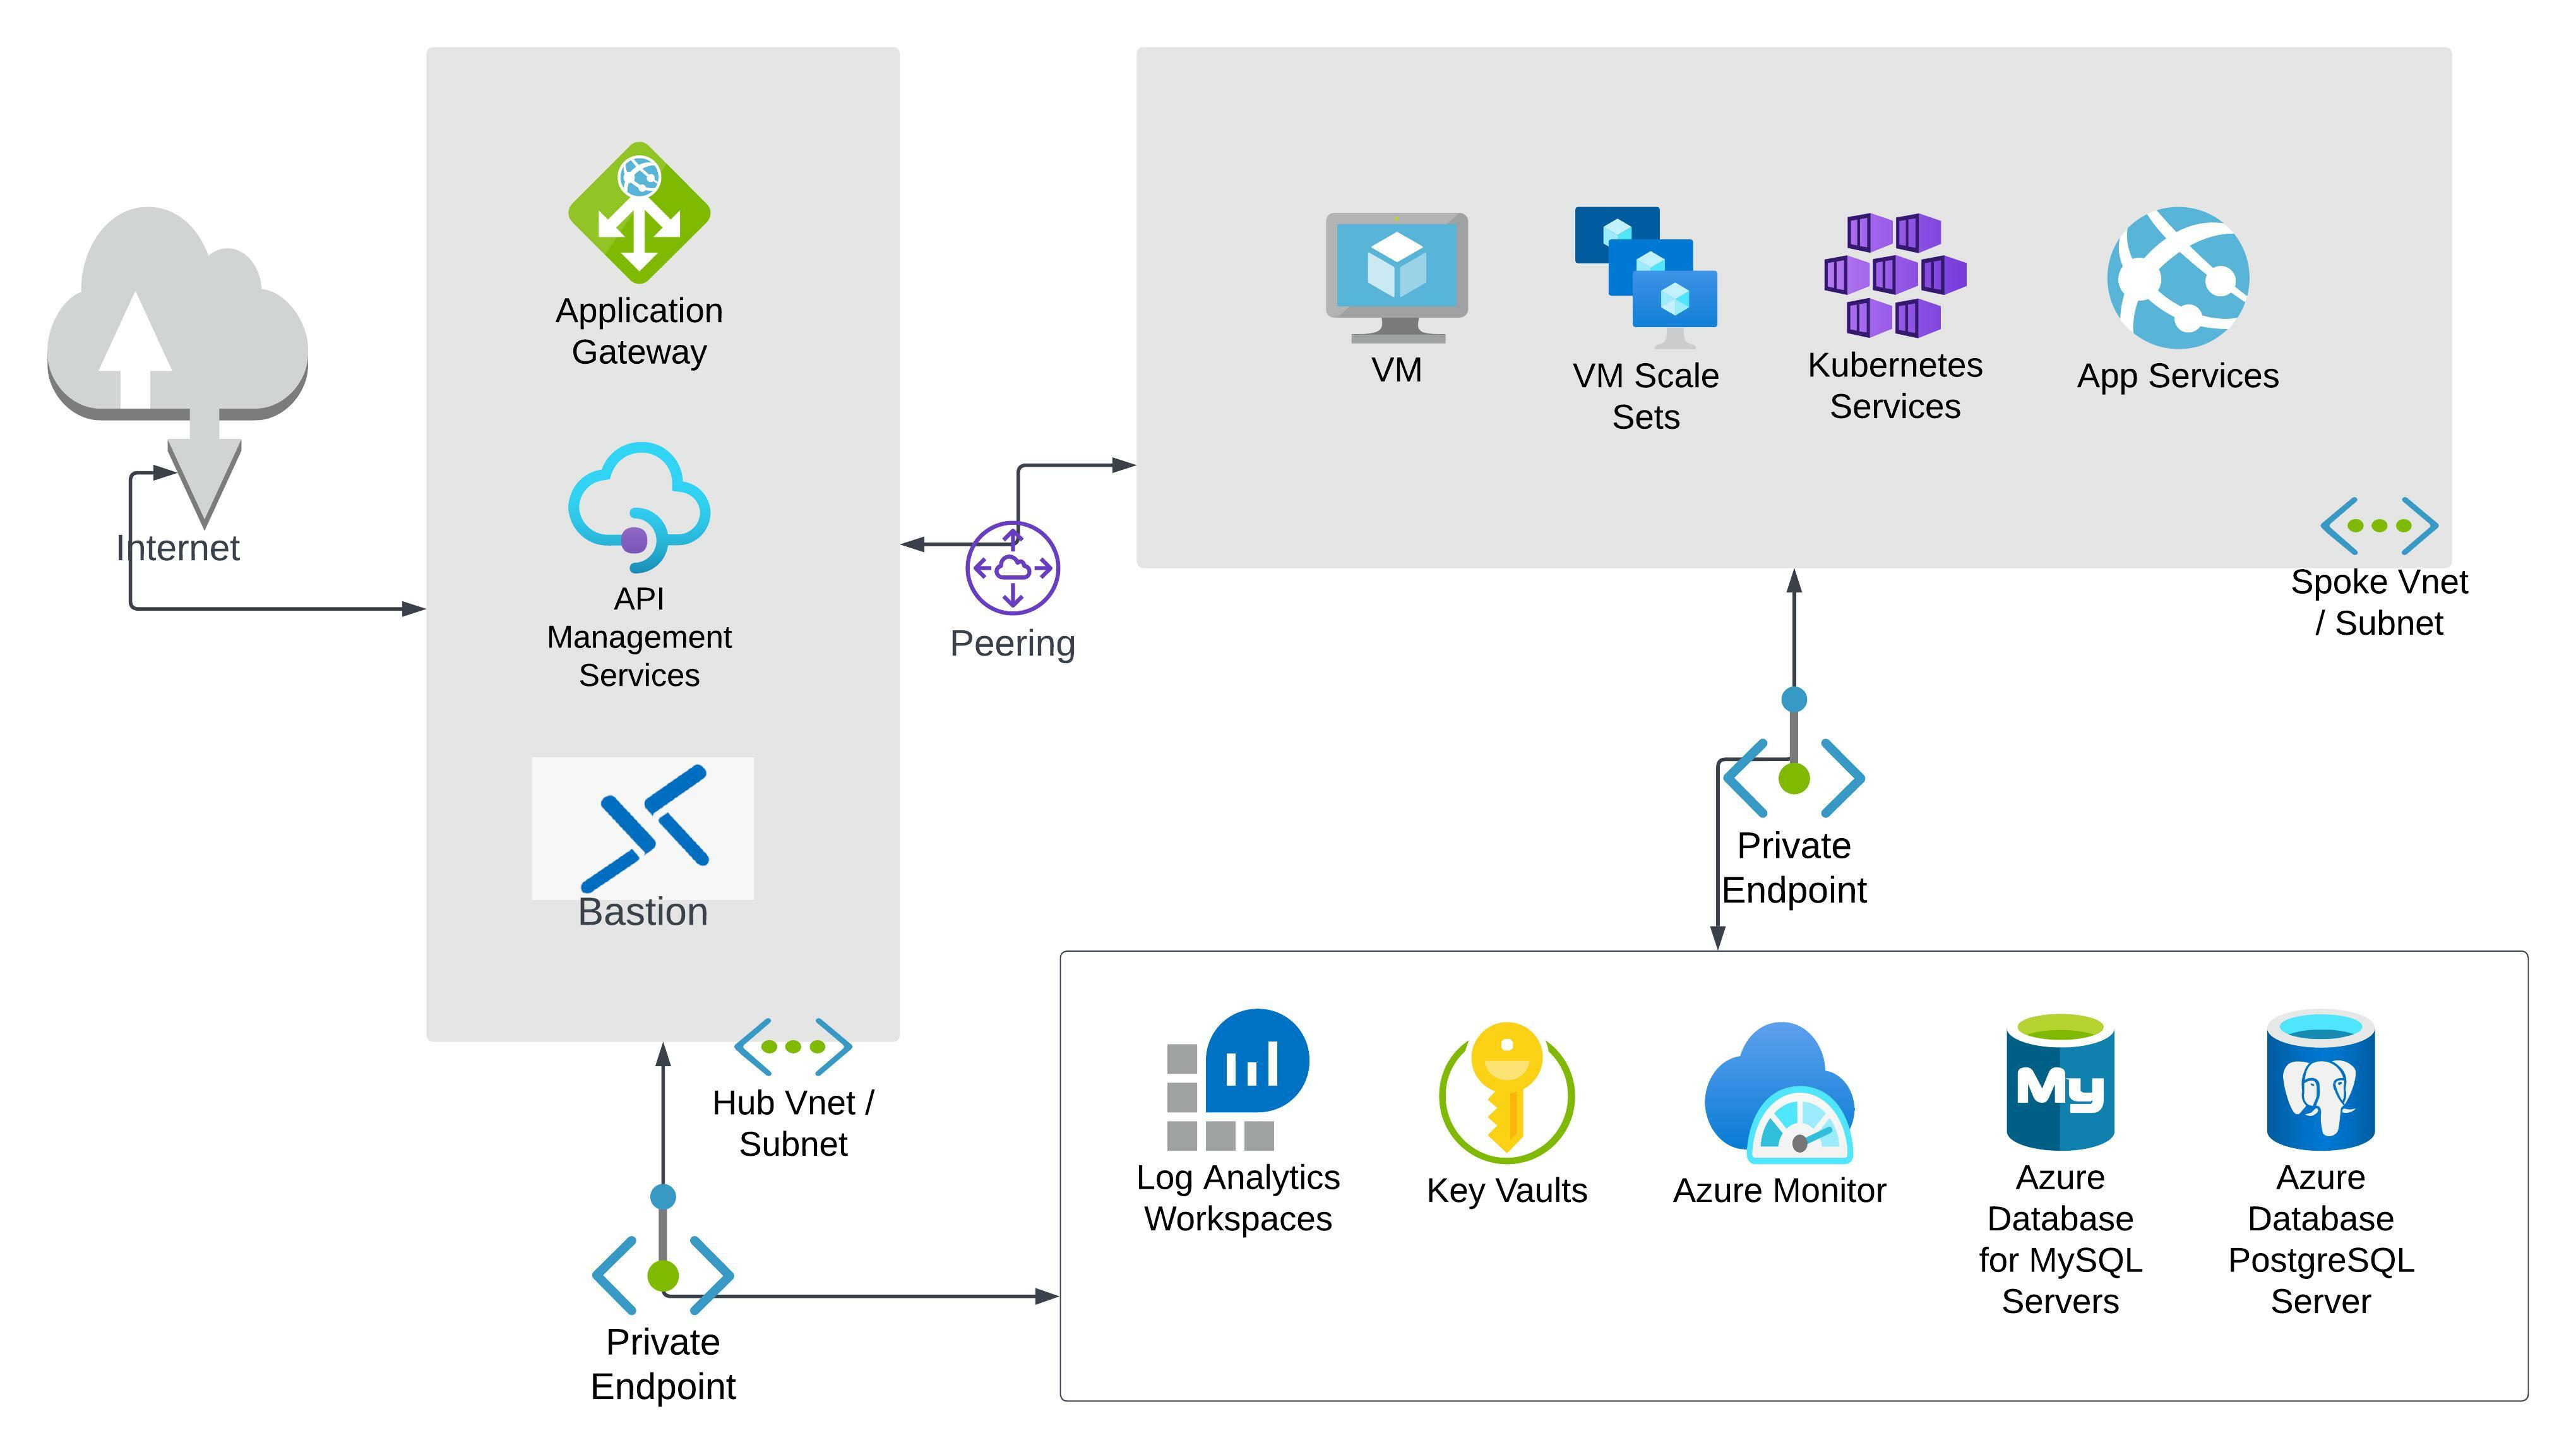 Internet
Application
Gateway
API
Management
Services
Bastion
Hub Vnet /
Subnet
Private
Endpoint
Peering
VM
VM Scale
Sets
Kubernetes
Services
App Services
Spoke Vnet
/ Subnet
Private
Endpoint
Log Analytics
Workspaces
Key Vaults
Azure Monitor
My
Azure
Database
for MySQL
Servers
Azure
Database
PostgreSQL
Server